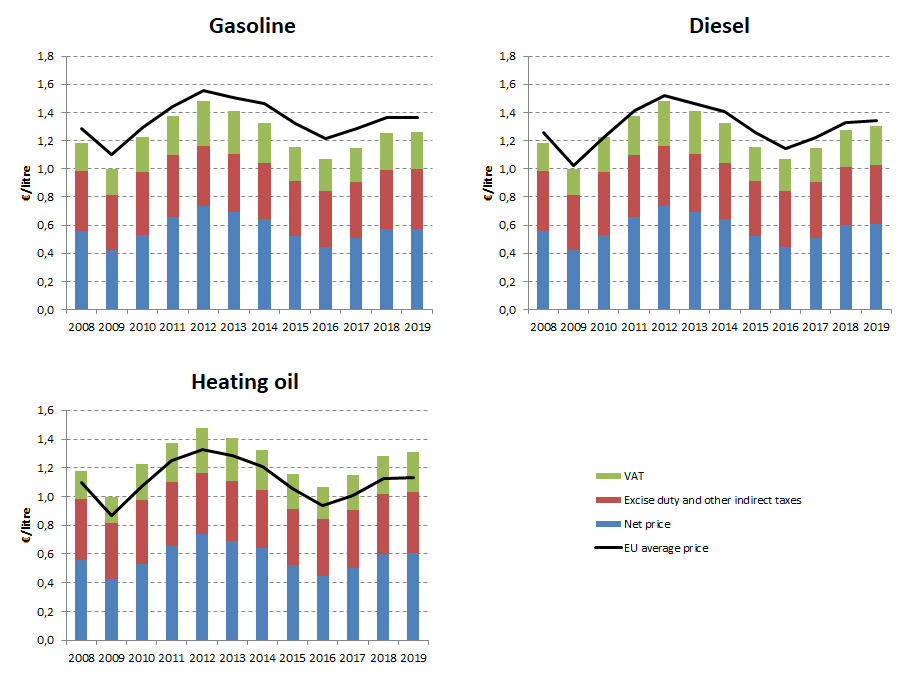 Gasoline
€/litre
1,8
1,6
1,4
1,2
1,0
0,8
0,6
0,4
0,2
0,0
2008 2009 2010 2011 2012 2013 2014 2015 2016 2017 2018 2019
Diesel
€/litre
1,8
1,6
1,4
1,2
1,0
0,8
0,6
0,4
0,2
0,0
2008 2009 2010 2011 2012 2013 2014 2015 2016 2017 2018 2019
Heating oil
€/litre
1,6
1,4
1,2
1,0
0,8
0,6
0,4
0,2
0,0
2008 2009 2010 2011 2012 2013 2014 2015 2016 2017 2018 2019
VAT
Excise duty and other indirect taxes
Net price
EU average price